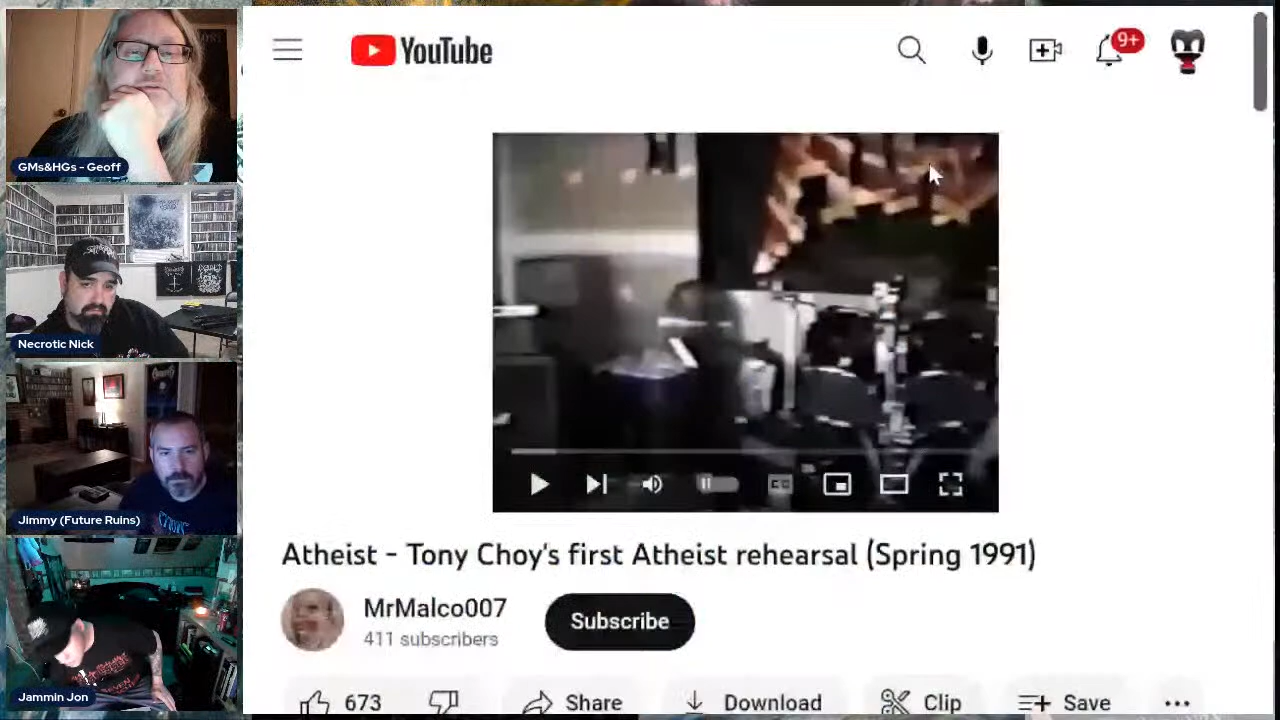 GMs&HGs - Geoff
Necrotic Nick
Jimmy (Future Ruins)
Jammin Jon
YouTube
9+
CC
Atheist - Tony Choy's first Atheist rehearsal (Spring 1991)
MrMalco007
411 subscribers
Subscribe
673
Share
Download
Clip
Save